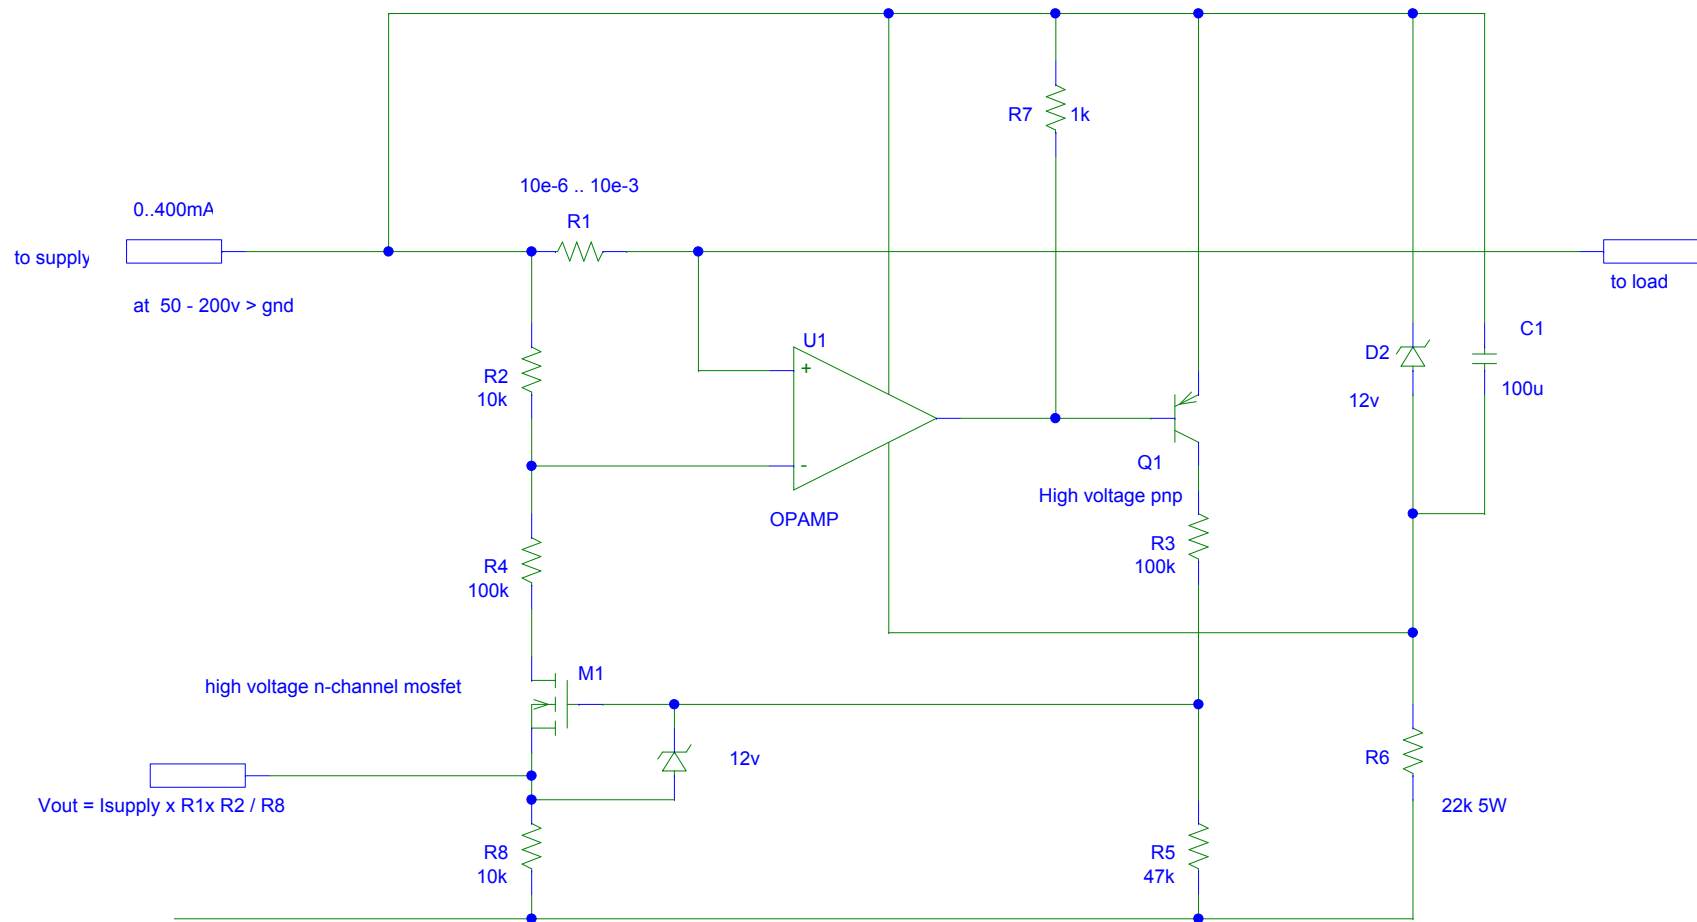 R7 1k
10e-6 .. 10e-3
0..400mA
R1
to supply
to load
at 50 - 200v > gnd
C1
U1
D2
+
R2
10k
100u
12v
Q1
-
High voltage pnp
OPAMP
R3
100k
R4
100k
M1
high voltage n-channel mosfet
12v
R6
Vout = Isupply x R1x R2 / R8
22k 5W
R8
10k
R5
47k